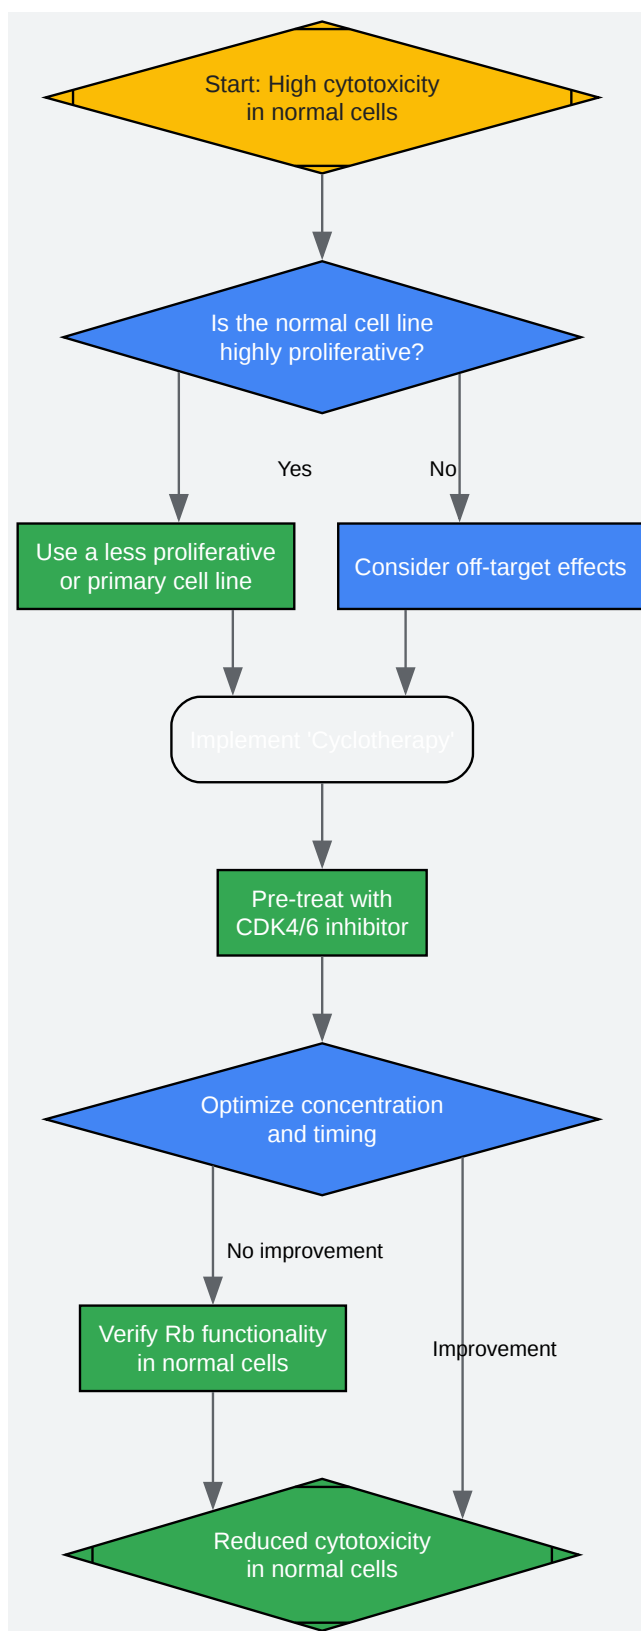 Start: High cytotoxicity
in normal cells
Is the normal cell line
highly proliferative?
Yes
No
Use a less proliferative
or primary cell line
Consider off-target effects
Implement 'Cyclotherapy'
Pre-treat with
CDK4/6 inhibitor
Optimize concentration
and timing
No improvement
Verify Rb functionality
in normal cells
Improvement
Reduced cytotoxicity
in normal cells